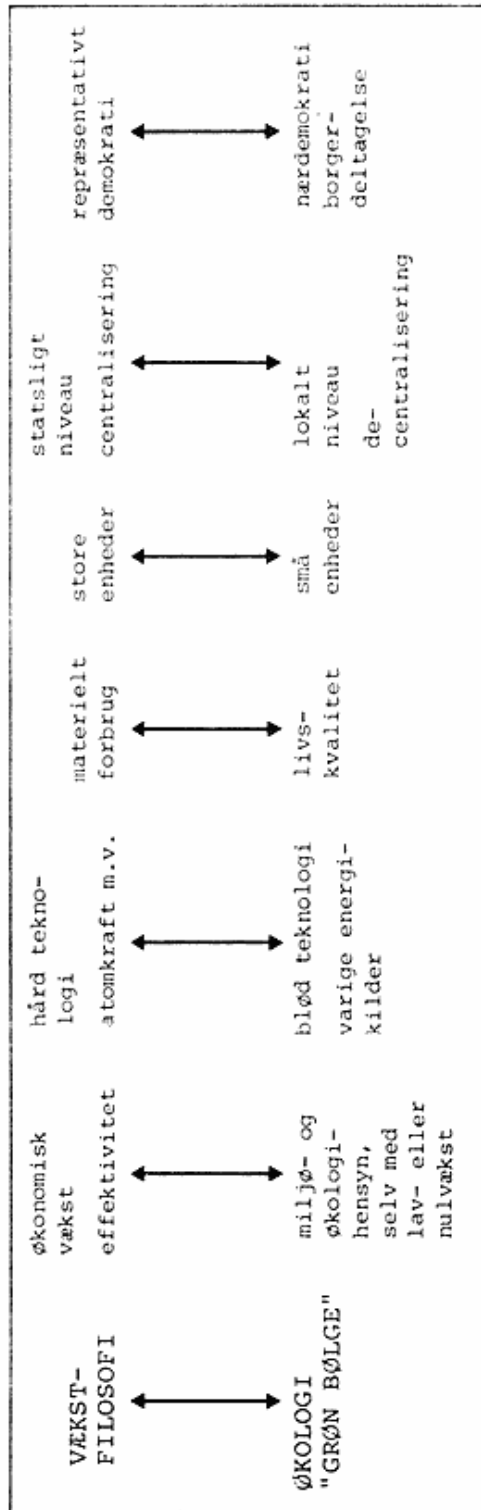 VÆKST-
FILOSOFI
økonomisk
vækst
effektivitet
hård tekno-
logi
atomkraft m.v.
materielt
forbrug
store
enheder
statsligt
niveau
centralisering
repræsentativt
demokrati
ØKOLOGI
"GRØN BØLGE"
miljø- og
økologi-
hensyn,
selv med
lav- eller
nulvækst
blød teknologi
varige energi-
kilder
livs-
kvalitet
små
enheder
lokalt
niveau
de-
centralisering
nærdemokrati
borger-
deltagelse